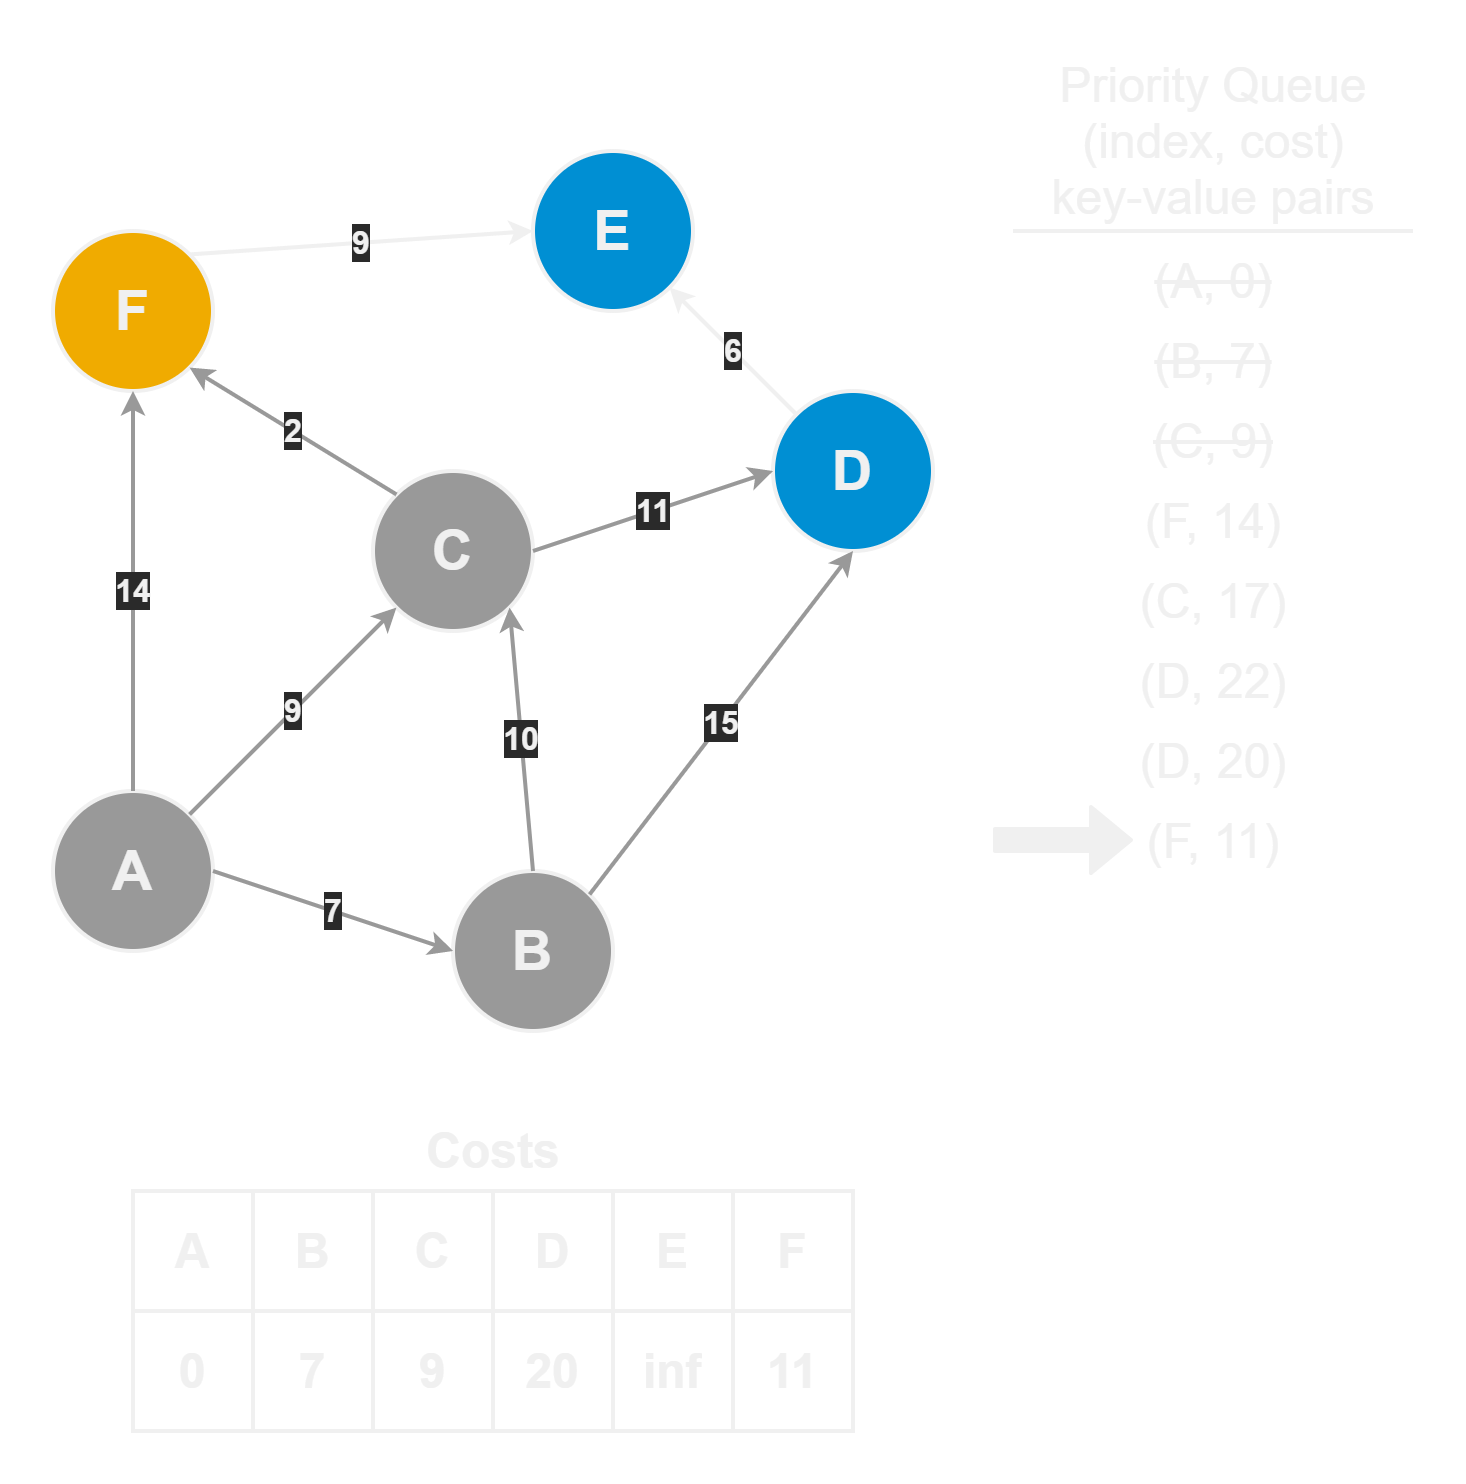 Priority Queue
(index, cost)
key-value pairs
(A, 0)
(B, 7)
(C, 9)
(F, 14)
(C, 17)
(D, 22)
(D, 20)
(F, 11)
E
9
F
6
D
2
11
C
14
9
10
15
A
7
B
Costs
A B C D E F
0 7 9 20 inf 11